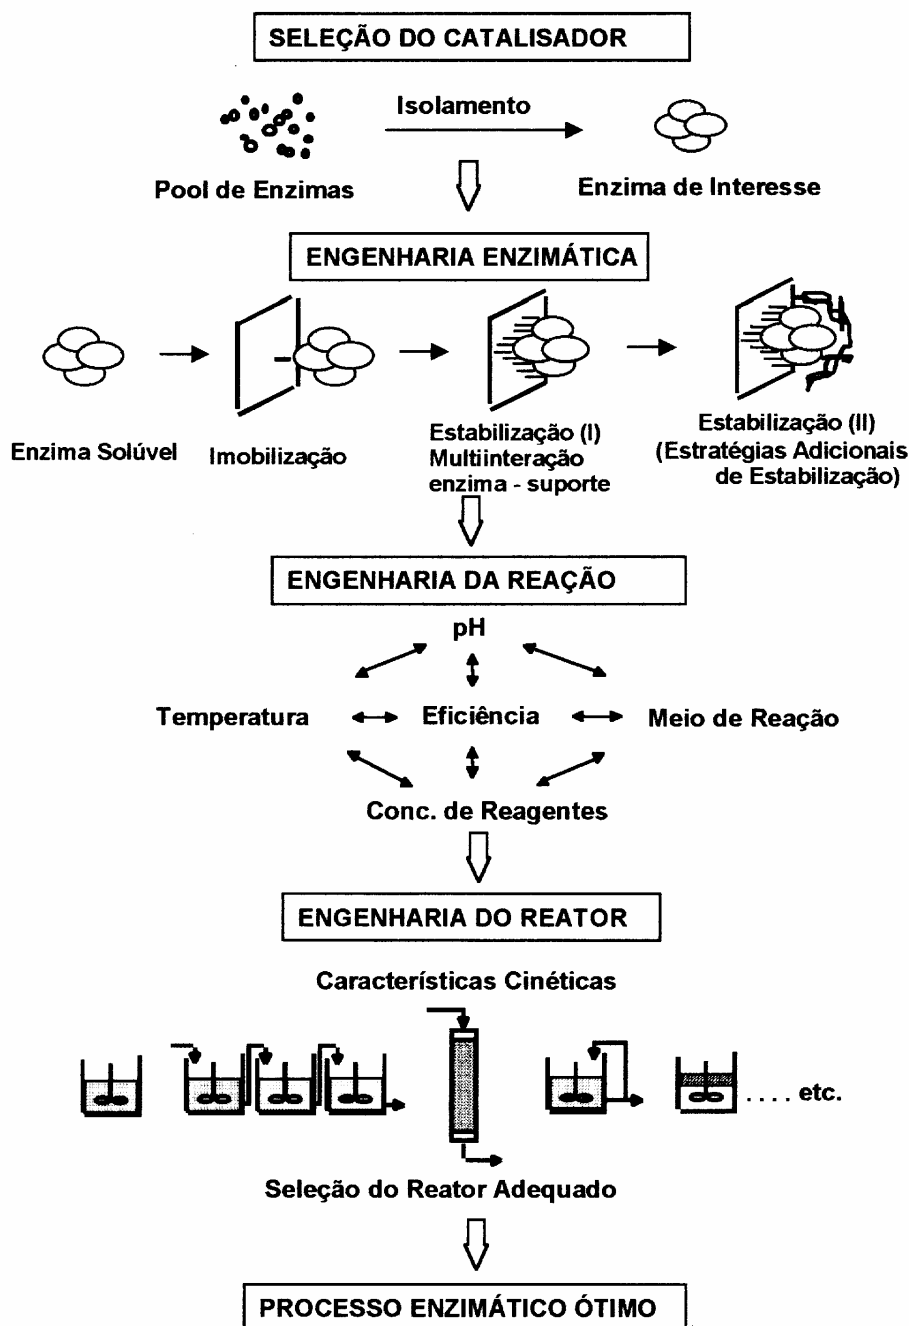 SELEÇÃO DO CATALISADOR
Isolamento
Pool de Enzimas
Enzima de Interesse
ENGENHARIA ENZIMÁTICA
Enzima Solúvel
Imobilização
Estabilização (I)
Multiinteração
enzima - suporte
Estabilização (II)
(Estratégias Adicionais
de Estabilização)
ENGENHARIA DA REAÇÃO
pH
Temperatura
Eficiência
Meio de Reação
Conc. de Reagentes
ENGENHARIA DO REATOR
Características Cinéticas
. . . . etc.
Seleção do Reator Adequado
PROCESSO ENZIMÁTICO ÓTIMO